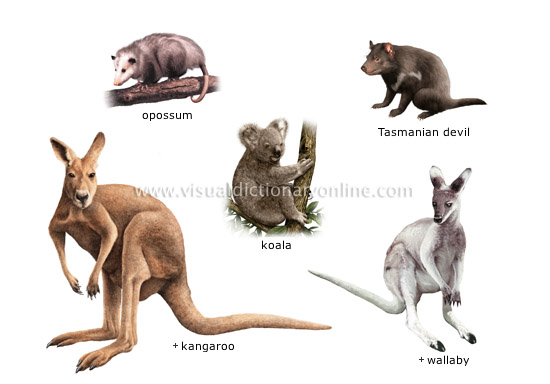 opossum
Tasmanian devil
www.visualdictionaryonline.com
koala
+ kangaroo
+ wallaby